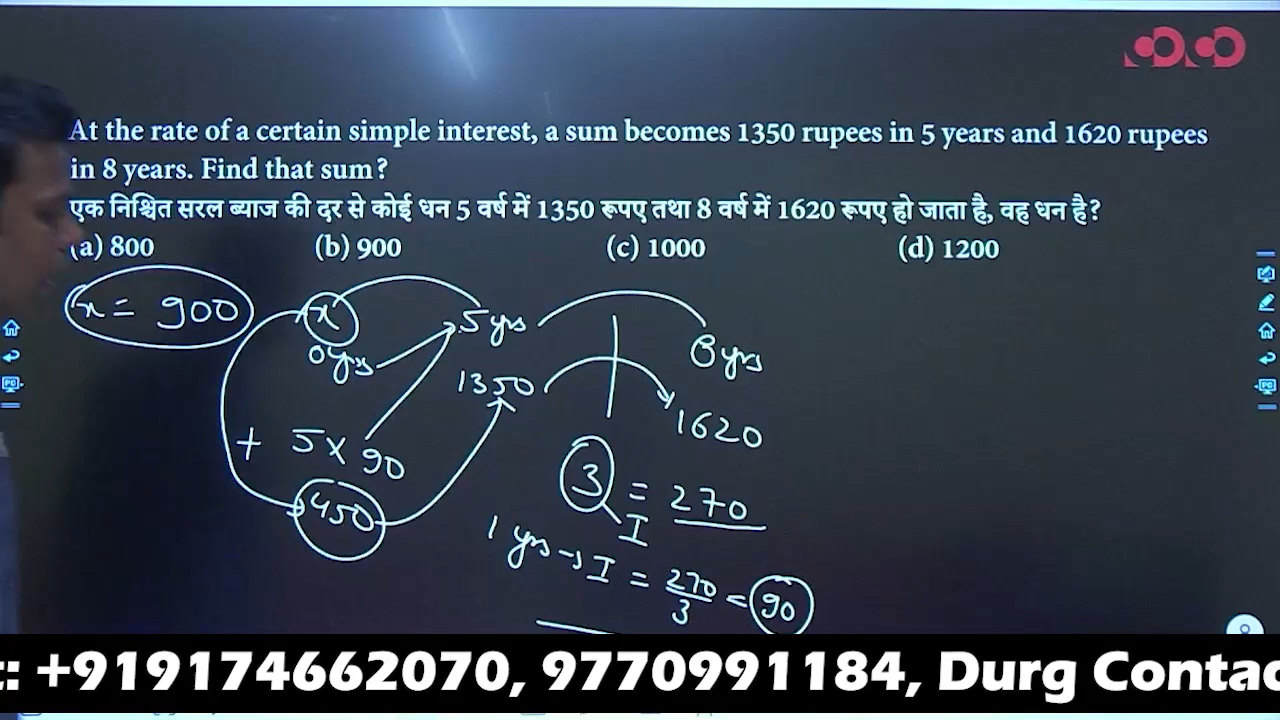 At the rate of a certain simple interest, a sum becomes 1350 rupees in 5 years and 1620 rupees
in 8 years. Find that sum?
एक निश्चित सरल ब्याज की दर से कोई धन 5 वर्ष में 1350 रूपए तथा 8 वर्ष में 1620 रूपए हो जाता है, वह धन है?
(a) 800 (b) 900 (c) 1000 (d) 1200
x = 900
x 5 yrs 8 yrs
0 yrs 1350 1620
+ 5 × 90
450
3 = 270
I
1 yrs → I = 270/3 = 90
t: +919174662070, 9770991184, Durg Contac